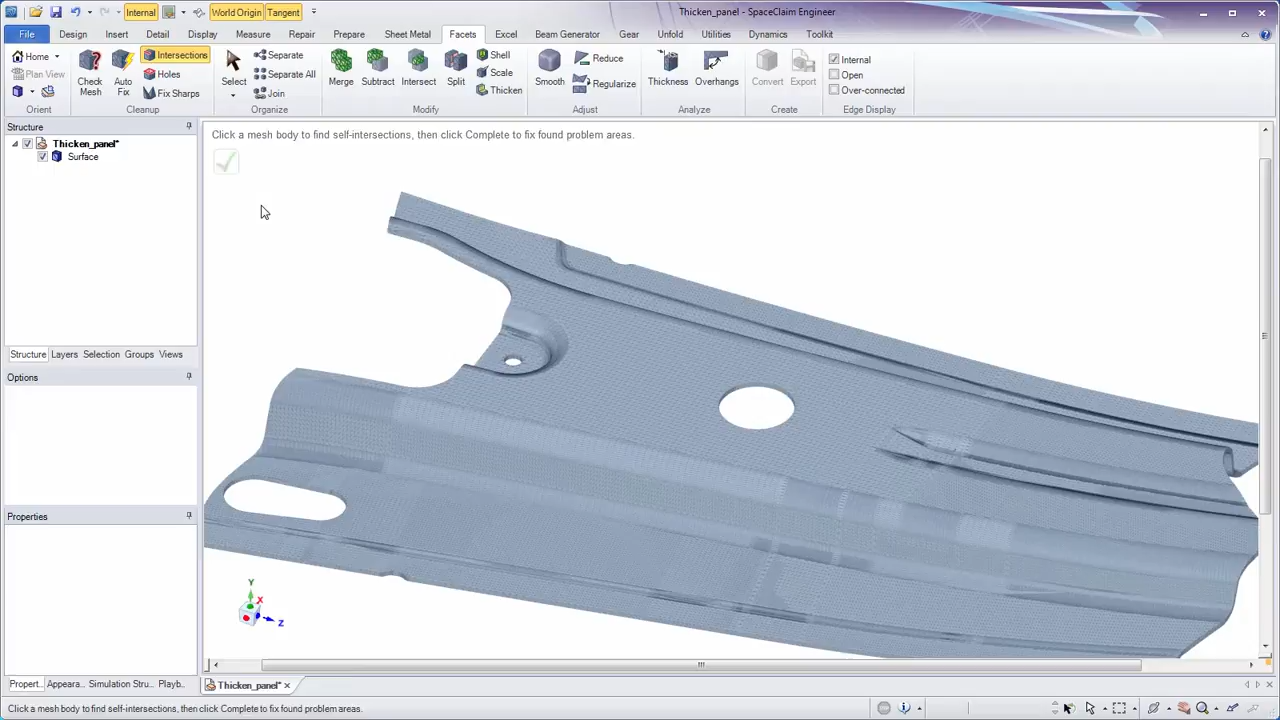 Internal
World Origin
Tangent
Thicken_panel - SpaceClaim Engineer
File
Design
Insert
Detail
Display
Measure
Repair
Prepare
Sheet Metal
Facets
Excel
Beam Generator
Gear
Unfold
Utilities
Dynamics
Toolkit
Home
Plan View
Orient
Check Mesh
Auto Fix
Intersections
Holes
Fix Sharps
Cleanup
Select
Separate
Separate All
Join
Organize
Merge
Subtract
Intersect
Split
Shell
Scale
Thicken
Modify
Smooth
Reduce
Regularize
Adjust
Thickness
Overhangs
Analyze
Convert
Export
Create
Internal
Open
Over-connected
Edge Display
Structure
Thicken_panel*
Surface
Structure
Layers
Selection
Groups
Views
Options
Properties
Propert...
Appeara...
Simulation Stru...
Playb...
Click a mesh body to find self-intersections, then click Complete to fix found problem areas.
Y
X
Z
Thicken_panel*
Click a mesh body to find self-intersections, then click Complete to fix found problem areas.